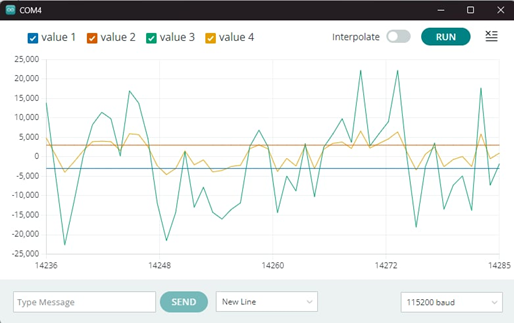 COM4
value 1 value 2 value 3 value 4 Interpolate RUN
25,000
20,000
15,000
10,000
5,000
0
-5,000
-10,000
-15,000
-20,000
-25,000
14236 14248 14260 14272 14285
Type Message SEND New Line 115200 baud